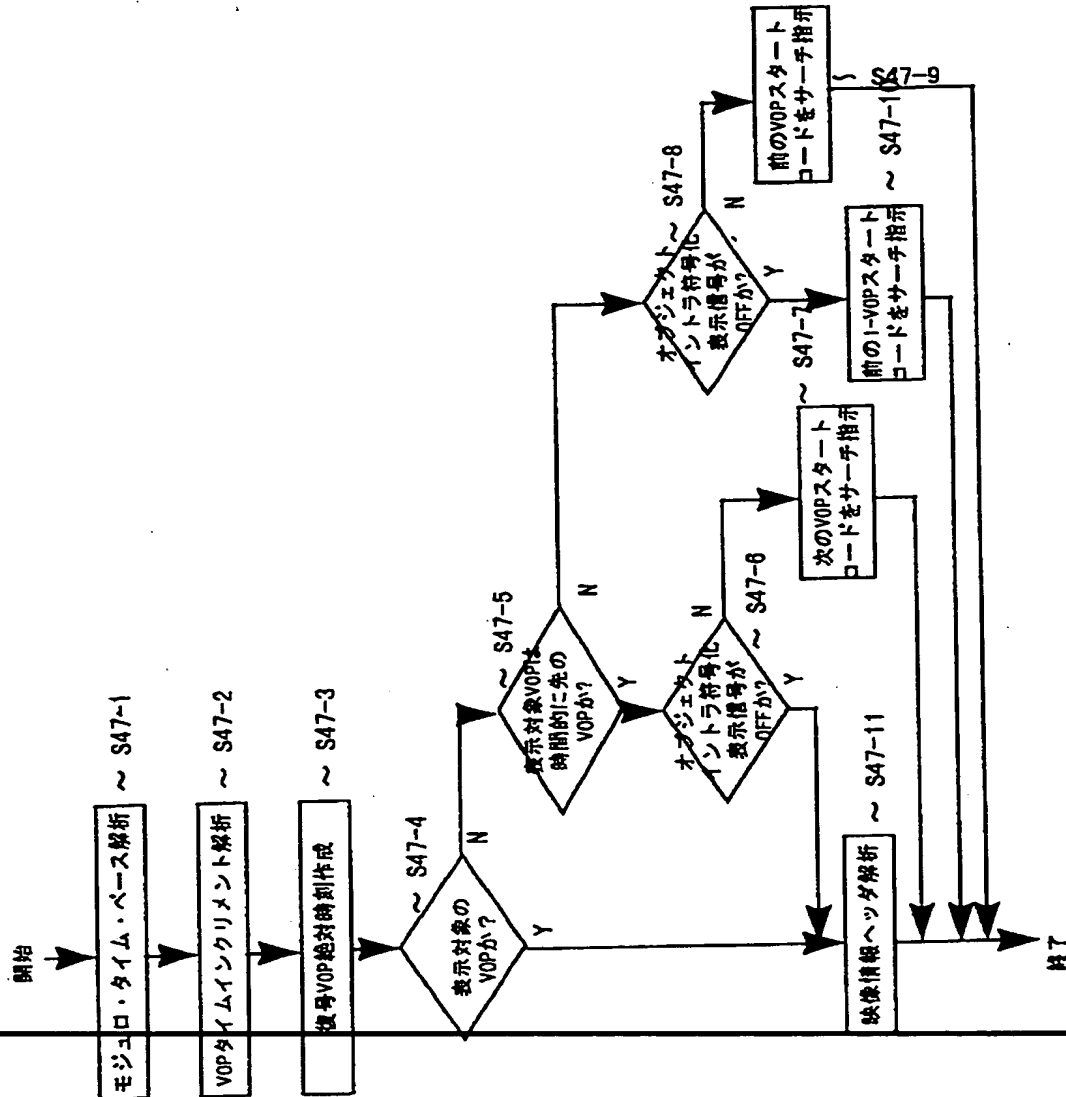 開始
モジュロ・タイム・ベース解析
～ S47-1
VOPタイムインクリメント解析
～ S47-2
復号VOP絶対時刻作成
～ S47-3
表示対象の
VOPか?
～ S47-4
N
Y
表示対象VOPは
時間的に先の
VOPか?
～ S47-5
N
Y
オブジェクト
イントラ符号化
表示信号が
OFFか?
～ S47-6
N
Y
次のVOPスタート
コードをサーチ指示
～ S47-7
オブジェクト
イントラ符号化
表示信号が
OFFか?
～ S47-8
N
Y
前のVOPスタート
コードをサーチ指示
～ S47-9
前のI-VOPスタート
コードをサーチ指示
～ S47-10
映像情報ヘッダ解析
～ S47-11
終了